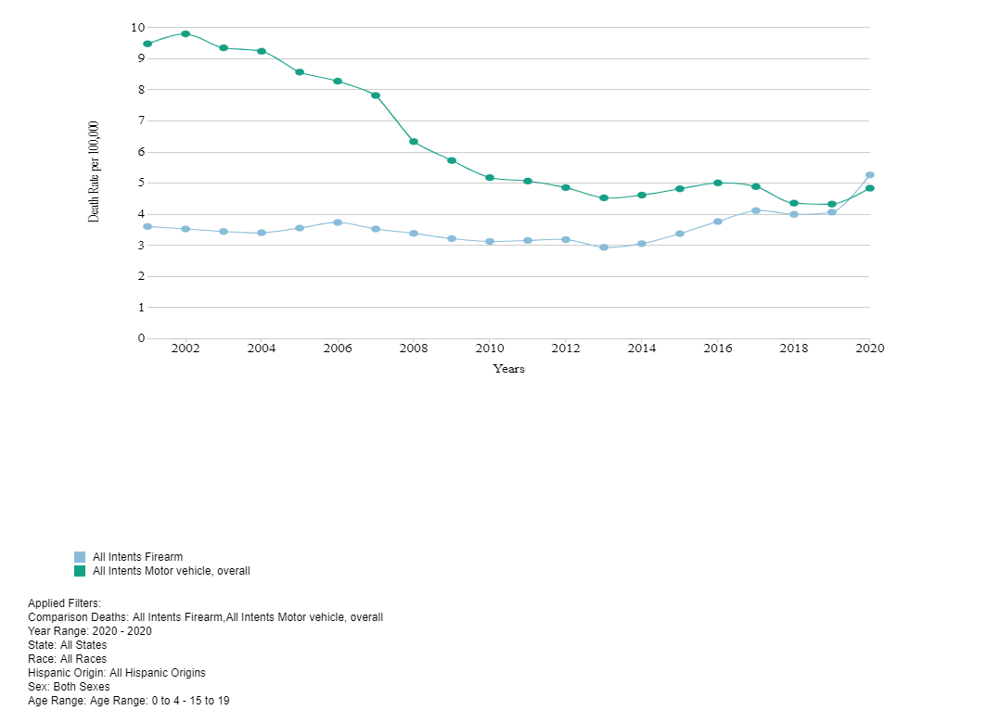 10
9
8
7
6
5
4
3
2
1
0
Death Rate per 100,000
2002 2004 2006 2008 2010 2012 2014 2016 2018 2020
Years
All Intents Firearm
All Intents Motor vehicle, overall
Applied Filters:
Comparison Deaths: All Intents Firearm,All Intents Motor vehicle, overall
Year Range: 2020 - 2020
State: All States
Race: All Races
Hispanic Origin: All Hispanic Origins
Sex: Both Sexes
Age Range: Age Range: 0 to 4 - 15 to 19